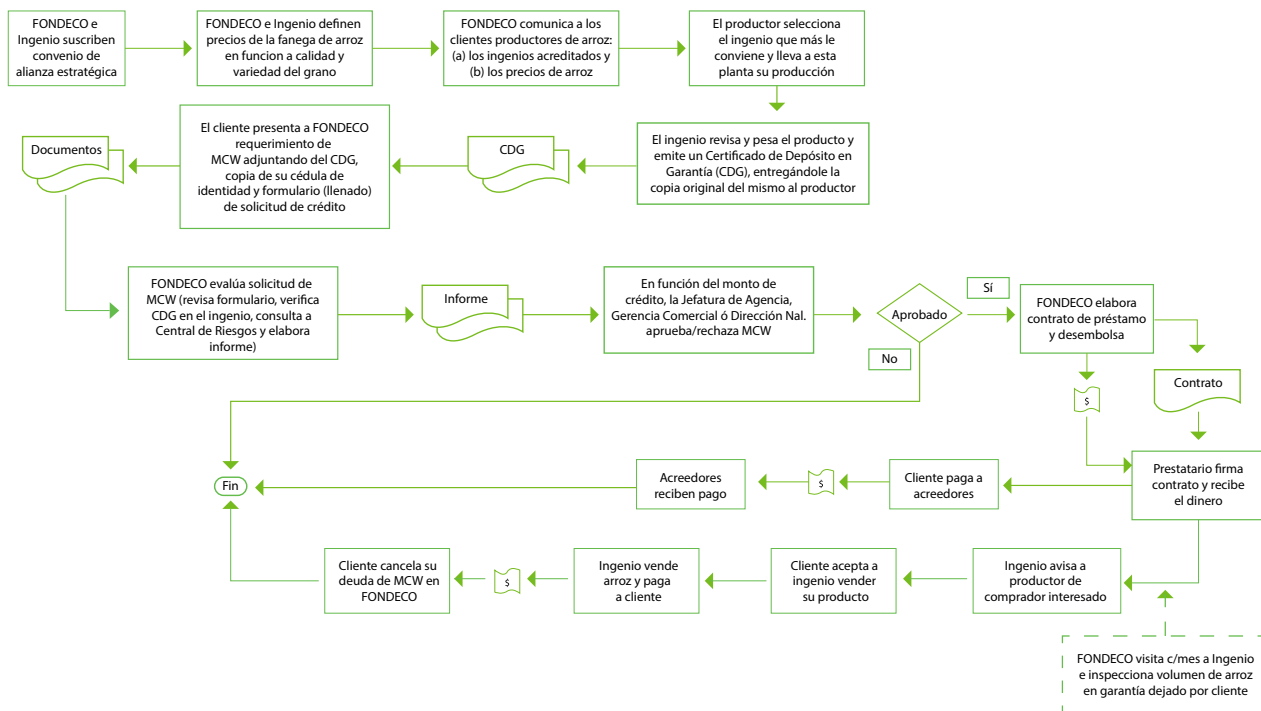 FONDECO e
Ingenio suscriben
convenio de
alianza estratégica
FONDECO e Ingenio definen
precios de la fanega de arroz
en funcion a calidad y
variedad del grano
FONDECO comunica a los
clientes productores de arroz:
(a) los ingenios acreditados y
(b) los precios de arroz
El productor selecciona
el ingenio que más le
conviene y lleva a esta
planta su producción
El ingenio revisa y pesa el producto y
emite un Certificado de Depósito en
Garantía (CDG), entregándole la
copia original del mismo al productor
CDG
El cliente presenta a FONDECO
requerimiento de
MCW adjuntando del CDG,
copia de su cédula de
identidad y formulario (llenado)
de solicitud de crédito
Documentos
FONDECO evalúa solicitud de
MCW (revisa formulario, verifica
CDG en el ingenio, consulta a
Central de Riesgos y elabora
informe)
Informe
En función del monto de
crédito, la Jefatura de Agencia,
Gerencia Comercial ó Dirección Nal.
aprueba/rechaza MCW
Aprobado
Sí
No
FONDECO elabora
contrato de préstamo
y desembolsa
$
Contrato
Prestatario firma
contrato y recibe
el dinero
Cliente paga a
acreedores
$
Acreedores
reciben pago
Fin
Ingenio avisa a
productor de
comprador interesado
Cliente acepta a
ingenio vender
su producto
Ingenio vende
arroz y paga
a cliente
$
Cliente cancela su
deuda de MCW en
FONDECO
FONDECO visita c/mes a Ingenio
e inspecciona volumen de arroz
en garantía dejado por cliente